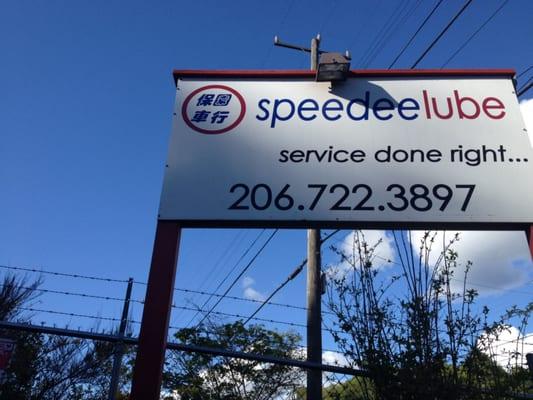 保園
車行
speedeelube
service done right...
206.722.3897